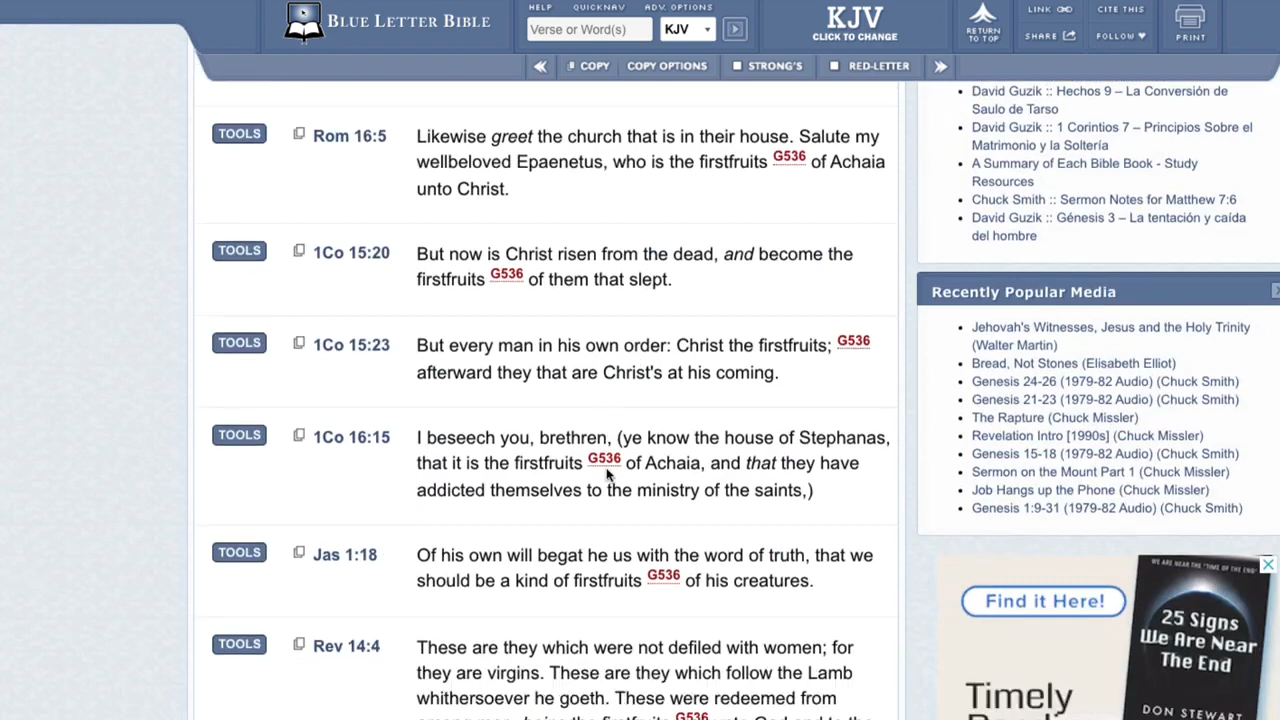 BLUE LETTER BIBLE
HELP QUICKNAV ADV. OPTIONS
Verse or Word(s)
KJV
KJV
CLICK TO CHANGE
RETURN
TO TOP
LINK
CITE THIS
SHARE
FOLLOW
PRINT
COPY
COPY OPTIONS
STRONG'S
RED-LETTER
TOOLS
Rom 16:5
Likewise greet the church that is in their house. Salute my
wellbeloved Epaenetus, who is the firstfruits G536 of Achaia
unto Christ.
TOOLS
1Co 15:20
But now is Christ risen from the dead, and become the
firstfruits G536 of them that slept.
TOOLS
1Co 15:23
But every man in his own order: Christ the firstfruits; G536
afterward they that are Christ's at his coming.
TOOLS
1Co 16:15
I beseech you, brethren, (ye know the house of Stephanas,
that it is the firstfruits G536 of Achaia, and that they have
addicted themselves to the ministry of the saints,)
TOOLS
Jas 1:18
Of his own will begat he us with the word of truth, that we
should be a kind of firstfruits G536 of his creatures.
TOOLS
Rev 14:4
These are they which were not defiled with women; for
they are virgins. These are they which follow the Lamb
whithersoever he goeth. These were redeemed from
among men, being the firstfruits G536 unto God and to the
David Guzik :: Hechos 9 – La Conversión de
Saulo de Tarso
David Guzik :: 1 Corintios 7 – Principios Sobre el
Matrimonio y la Soltería
A Summary of Each Bible Book - Study
Resources
Chuck Smith :: Sermon Notes for Matthew 7:6
David Guzik :: Génesis 3 – La tentación y caída
del hombre
Recently Popular Media
Jehovah's Witnesses, Jesus and the Holy Trinity
(Walter Martin)
Bread, Not Stones (Elisabeth Elliot)
Genesis 24-26 (1979-82 Audio) (Chuck Smith)
Genesis 21-23 (1979-82 Audio) (Chuck Smith)
The Rapture (Chuck Missler)
Revelation Intro [1990s] (Chuck Missler)
Genesis 15-18 (1979-82 Audio) (Chuck Smith)
Sermon on the Mount Part 1 (Chuck Missler)
Job Hangs up the Phone (Chuck Missler)
Genesis 1:9-31 (1979-82 Audio) (Chuck Smith)
Find it Here!
Timely
WE ARE NEAR THE "TIME OF THE END"
25 Signs
We Are Near
The End
DON STEWART